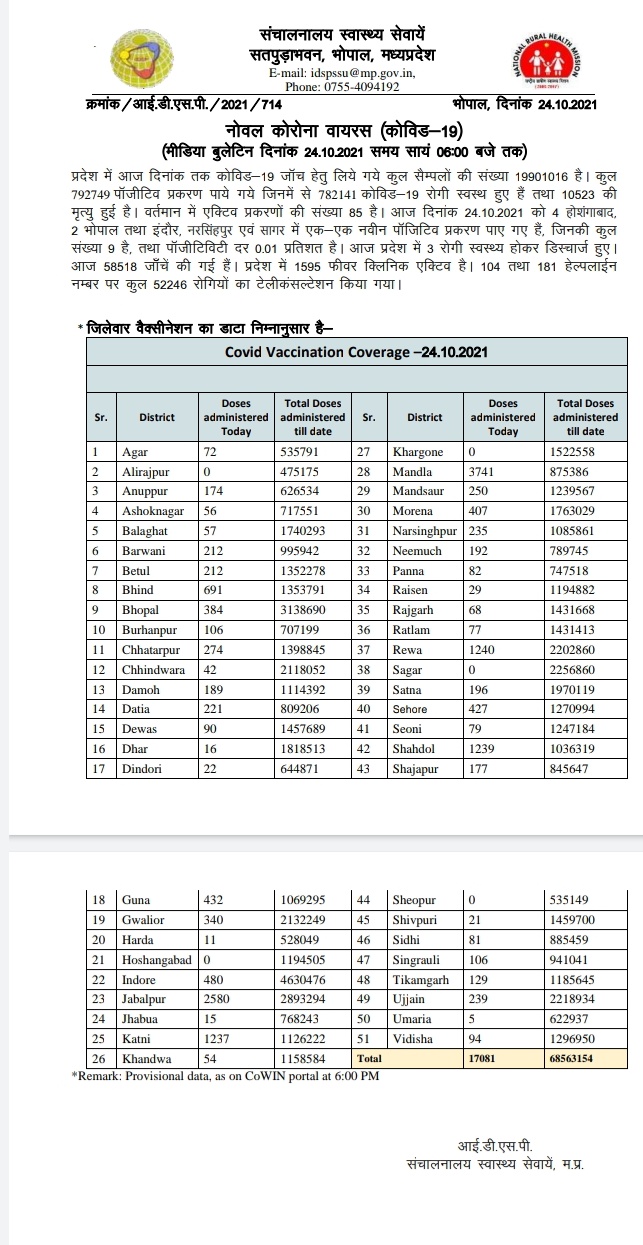 संचालनालय स्वास्थ्य सेवायें
सतपुड़ाभवन, भोपाल, मध्यप्रदेश
E-mail: idspssu@mp.gov.in,
Phone: 0755-4094192
NATIONAL RURAL HEALTH MISSION
क्रमांक/आई.डी.एस.पी./2021/714 भोपाल, दिनांक 24.10.2021
नोवल कोरोना वायरस (कोविड–19)
(मीडिया बुलेटिन दिनांक 24.10.2021 समय सायं 06:00 बजे तक)
प्रदेश में आज दिनांक तक कोविड–19 जॉच हेतु लिये गये कुल सैम्पलों की संख्या 19901016 है। कुल
792749 पॉजीटिव प्रकरण पाये गये जिनमें से 782141 कोविड–19 रोगी स्वस्थ हुए हैं तथा 10523 की
मृत्यु हुई है। वर्तमान में एक्टिव प्रकरणों की संख्या 85 है। आज दिनांक 24.10.2021 को 4 होशंगाबाद,
2 भोपाल तथा इंदौर, नरसिंहपुर एवं सागर में एक–एक नवीन पॉजिटिव प्रकरण पाए गए हैं, जिनकी कुल
संख्या 9 है, तथा पॉजीटिविटी दर 0.01 प्रतिशत है। आज प्रदेश में 3 रोगी स्वस्थ्य होकर डिस्चार्ज हुए।
आज 58518 जॉंचें की गई हैं। प्रदेश में 1595 फीवर क्लिनिक एक्टिव है। 104 तथा 181 हेल्पलाईन
नम्बर पर कुल 52246 रोगियों का टेलीकंसल्टेशन किया गया।
* जिलेवार वैक्सीनेशन का डाटा निम्नानुसार है–
Covid Vaccination Coverage –24.10.2021
Sr. District Doses administered Today Total Doses administered till date Sr. District Doses administered Today Total Doses administered till date
1 Agar 72 535791 27 Khargone 0 1522558
2 Alirajpur 0 475175 28 Mandla 3741 875386
3 Anuppur 174 626534 29 Mandsaur 250 1239567
4 Ashoknagar 56 717551 30 Morena 407 1763029
5 Balaghat 57 1740293 31 Narsinghpur 235 1085861
6 Barwani 212 995942 32 Neemuch 192 789745
7 Betul 212 1352278 33 Panna 82 747518
8 Bhind 691 1353791 34 Raisen 29 1194882
9 Bhopal 384 3138690 35 Rajgarh 68 1431668
10 Burhanpur 106 707199 36 Ratlam 77 1431413
11 Chhatarpur 274 1398845 37 Rewa 1240 2202860
12 Chhindwara 42 2118052 38 Sagar 0 2256860
13 Damoh 189 1114392 39 Satna 196 1970119
14 Datia 221 809206 40 Sehore 427 1270994
15 Dewas 90 1457689 41 Seoni 79 1247184
16 Dhar 16 1818513 42 Shahdol 1239 1036319
17 Dindori 22 644871 43 Shajapur 177 845647
18 Guna 432 1069295 44 Sheopur 0 535149
19 Gwalior 340 2132249 45 Shivpuri 21 1459700
20 Harda 11 528049 46 Sidhi 81 885459
21 Hoshangabad 0 1194505 47 Singrauli 106 941041
22 Indore 480 4630476 48 Tikamgarh 129 1185645
23 Jabalpur 2580 2893294 49 Ujjain 239 2218934
24 Jhabua 15 768243 50 Umaria 5 622937
25 Katni 1237 1126222 51 Vidisha 94 1296950
26 Khandwa 54 1158584 Total 17081 68563154
*Remark: Provisional data, as on CoWIN portal at 6:00 PM
आई.डी.एस.पी.
संचालनालय स्वास्थ्य सेवायें, म.प्र.